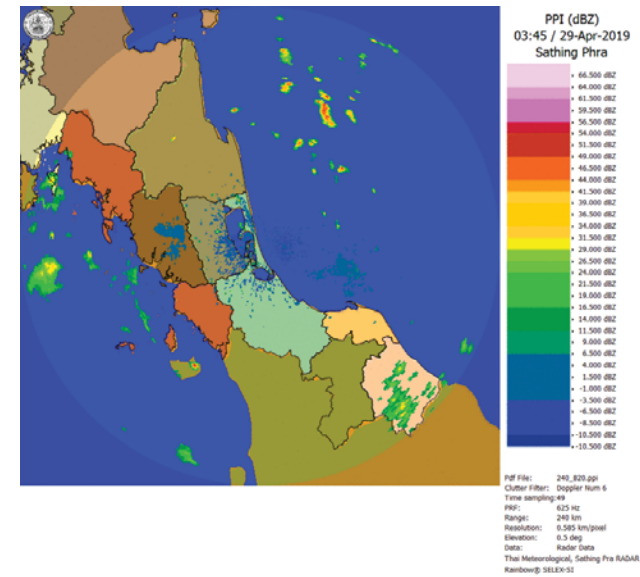 PPI (dBZ)
03:45 / 29-Apr-2019
Sathing Phra
66.500 dBZ
64.000 dBZ
61.500 dBZ
59.500 dBZ
56.500 dBZ
54.000 dBZ
51.500 dBZ
49.000 dBZ
46.500 dBZ
44.000 dBZ
41.500 dBZ
39.000 dBZ
36.500 dBZ
34.000 dBZ
31.500 dBZ
29.000 dBZ
26.500 dBZ
24.000 dBZ
21.500 dBZ
19.000 dBZ
16.500 dBZ
14.000 dBZ
11.500 dBZ
9.000 dBZ
6.500 dBZ
4.000 dBZ
1.500 dBZ
-1.000 dBZ
-3.500 dBZ
-6.500 dBZ
-8.500 dBZ
-10.500 dBZ
-10.500 dBZ
Pdf File: 240_820.ppi
Clutter Filter: Doppler Num 6
Time sampling:49
PRF: 625 Hz
Range: 240 km
Resolution: 0.585 km/pixel
Elevation: 0.5 deg
Data: Radar Data
Thai Meteorological, Sathing Pra RADAR
Rainbow® SELEX-SI